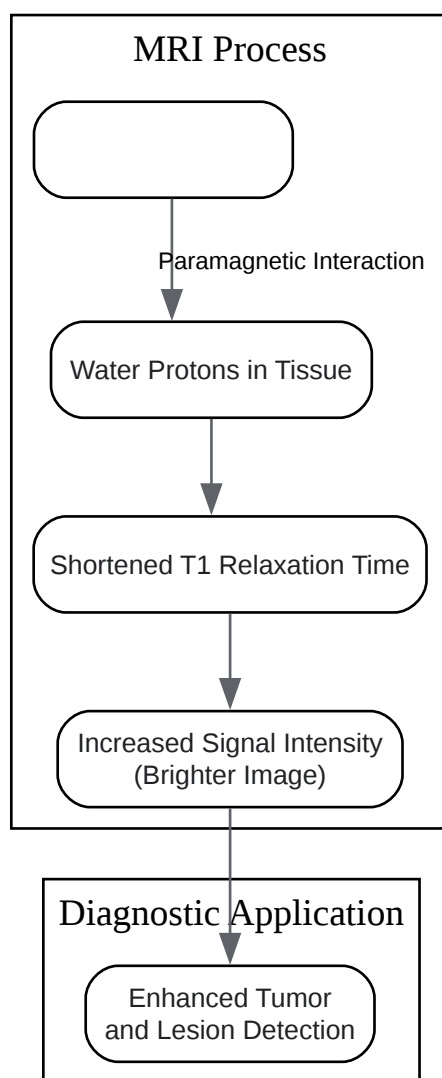 MRI Process
Paramagnetic Interaction
Water Protons in Tissue
Shortened T1 Relaxation Time
Increased Signal Intensity
(Brighter Image)
Diagnostic Application
Enhanced Tumor
and Lesion Detection